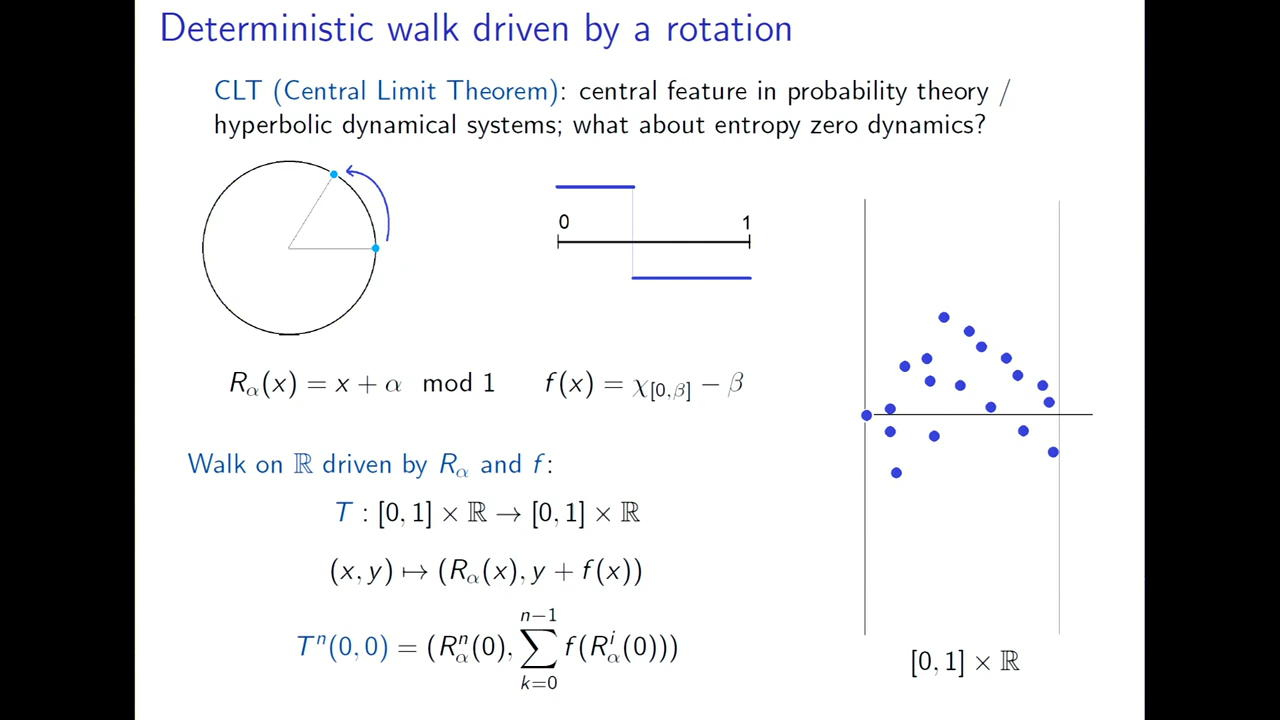 Deterministic walk driven by a rotation
CLT (Central Limit Theorem): central feature in probability theory /
hyperbolic dynamical systems; what about entropy zero dynamics?
0 1
R_α(x) = x + α mod 1 f(x) = χ_[0,β] − β
Walk on ℝ driven by R_α and f:
T : [0, 1] × ℝ → [0, 1] × ℝ
(x, y) ↦ (R_α(x), y + f(x))
T^n(0, 0) = (R_α^n(0), ∑_{k=0}^{n−1} f(R_α^i(0)))
[0, 1] × ℝ